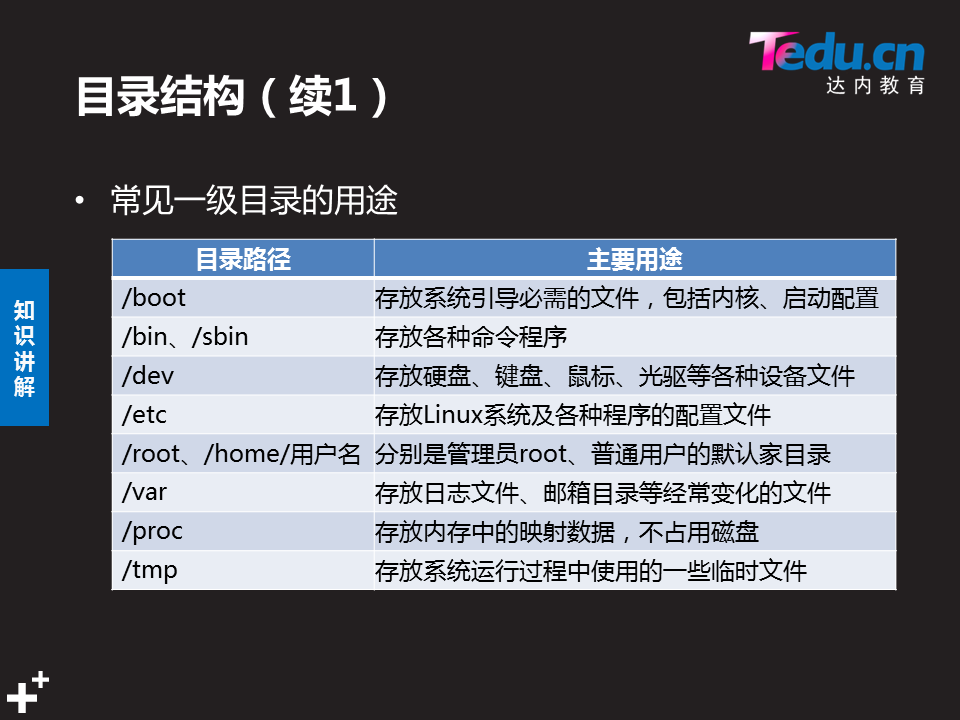 Tedu.cn
达内教育
目录结构（续1）
• 常见一级目录的用途
目录路径 主要用途
/boot 存放系统引导必需的文件，包括内核、启动配置
/bin、/sbin 存放各种命令程序
/dev 存放硬盘、键盘、鼠标、光驱等各种设备文件
/etc 存放Linux系统及各种程序的配置文件
/root、/home/用户名 分别是管理员root、普通用户的默认家目录
/var 存放日志文件、邮箱目录等经常变化的文件
/proc 存放内存中的映射数据，不占用磁盘
/tmp 存放系统运行过程中使用的一些临时文件
知识讲解